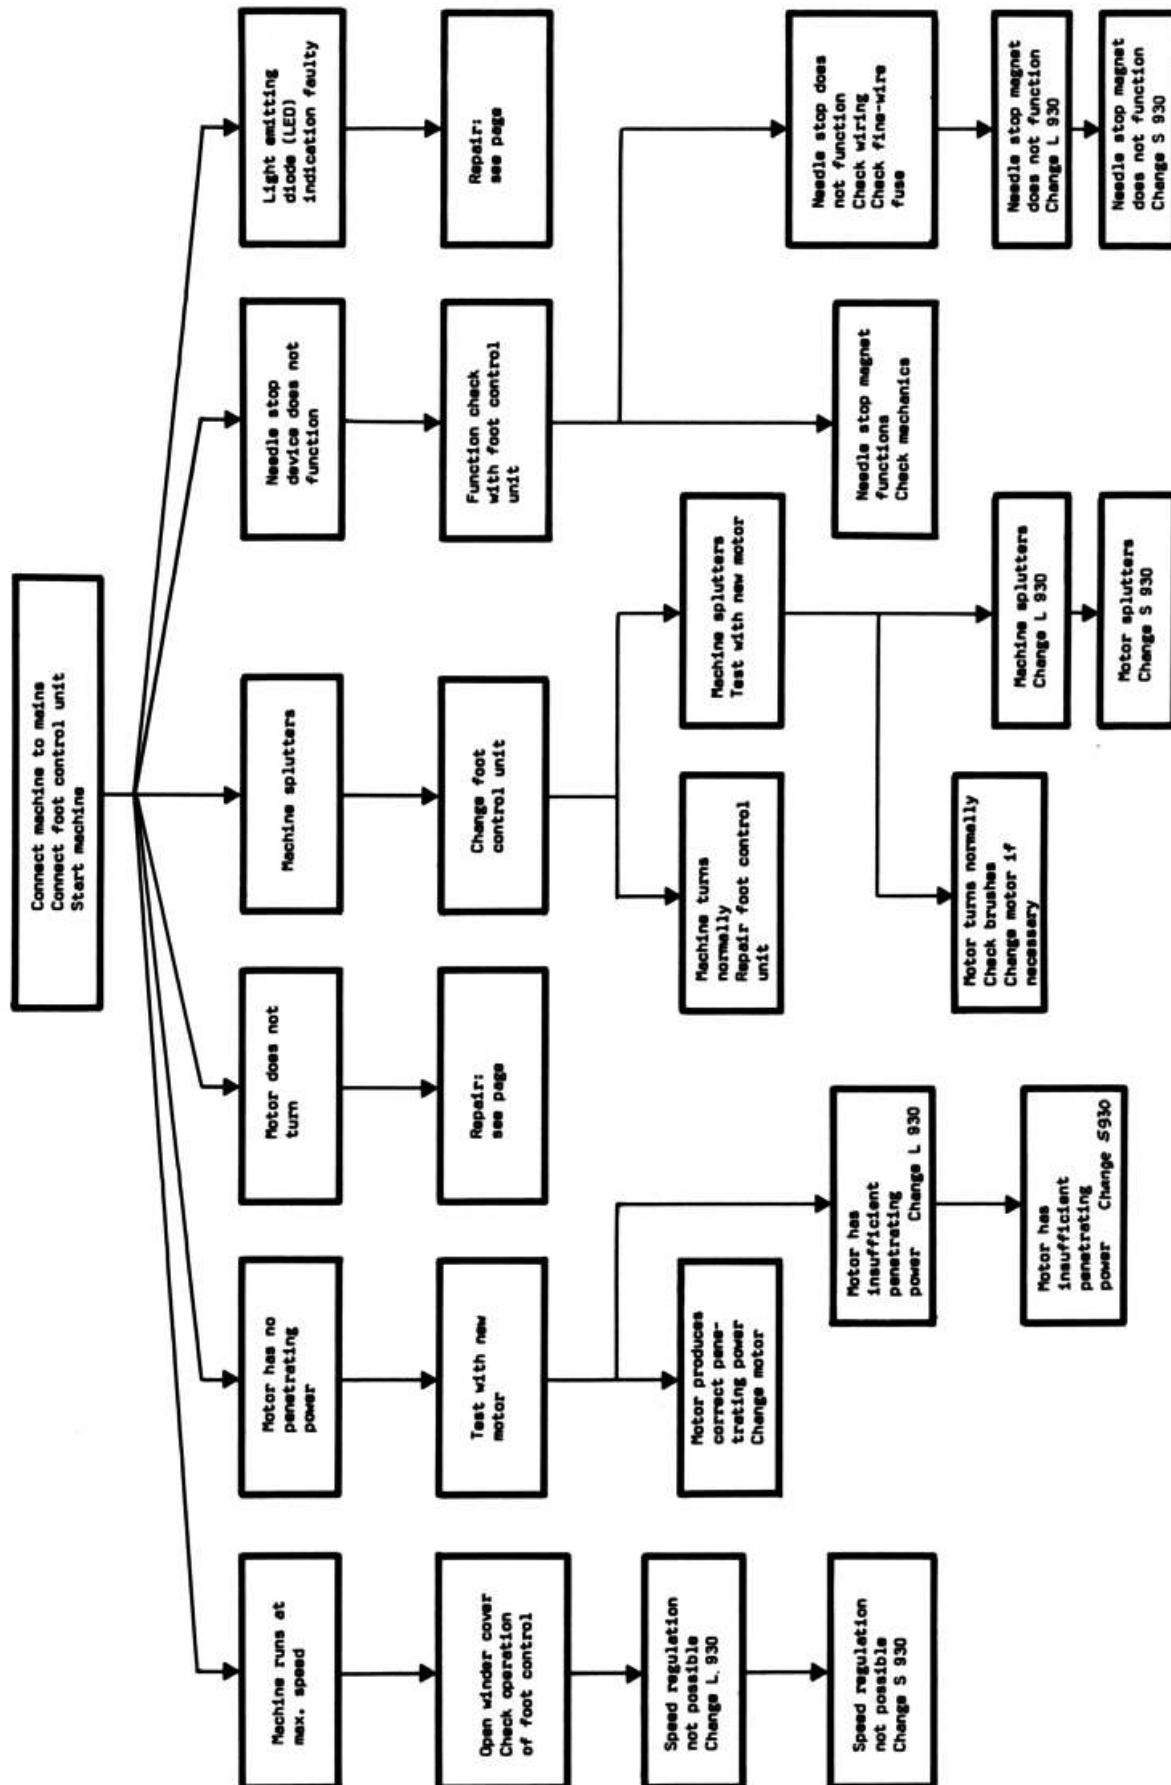 Connect machine to mains
Connect foot control unit
Start machine
Machine runs at
max. speed
Motor has no
penetrating
power
Motor does not
turn
Machine splutters
Needle stop
device does not
function
Light emitting
diode (LED)
indication faulty
Open winder cover
Check operation
of foot control
Test with new
motor
Repair:
see page
Change foot
control unit
Function check
with foot control
unit
Repair:
see page
Speed regulation
not possible
Change L 930
Motor produces
correct pene-
trating power
Change motor
Machine turns
normally
Repair foot control
unit
Machine splutters
Test with new motor
Needle stop does
not function
Check wiring
Check fine-wire
fuse
Speed regulation
not possible
Change S 930
Motor has
insufficient
penetrating
power Change L 930
Needle stop magnet
functions
Check mechanics
Motor turns normally
Check brushes
Change motor if
necessary
Machine splutters
Change L 930
Needle stop magnet
does not function
Change L 930
Motor has
insufficient
penetrating
power Change S930
Motor splutters
Change S 930
Needle stop magnet
does not function
Change S 930